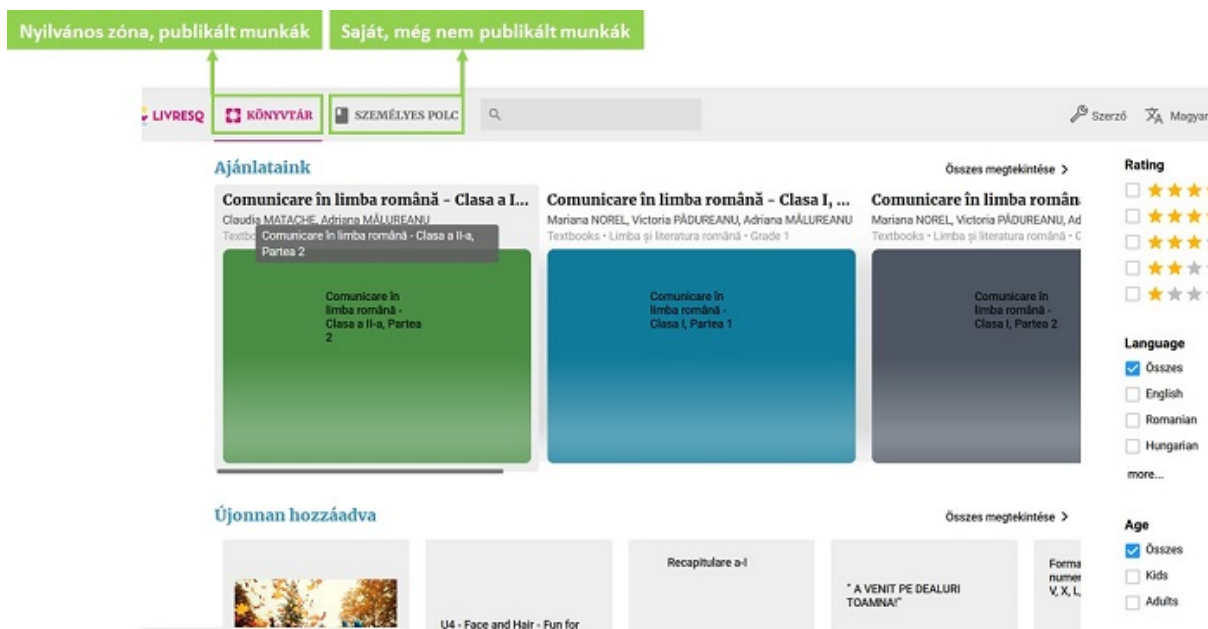 Nyilvános zóna, publikált munkák
Saját, még nem publikált munkák
LIVRESQ
KÖNYVTÁR
SZEMÉLYES POLC
Szerző
Magyar
Ajánlataink
Összes megtekintése >
Comunicare în limba română - Clasa a I...
Claudia MATACHE, Adriana MĂLUREANU
Comunicare în limba română - Clasa a II-a,
Partea 2
Comunicare în
limba română -
Clasa a II-a, Partea
2
Comunicare în limba română - Clasa I, ...
Mariana NOREL, Victoria PĂDUREANU, Adriana MĂLUREANU
Textbooks • Limba și literatura română • Grade 1
Comunicare în
limba română -
Clasa I, Partea 1
Comunicare în limba român
Mariana NOREL, Victoria PĂDUREANU, Ad
Textbooks • Limba și literatura română • G
Comunicare în
limba română -
Clasa I, Partea 2
Rating
Language
Összes
English
Romanian
Hungarian
more...
Age
Összes
Kids
Adults
Újonnan hozzáadva
Összes megtekintése >
U4 - Face and Hair - Fun for
Recapitulare a-I
" A VENIT PE DEALURI
TOAMNA!"
Forma
numer
V, X, L,